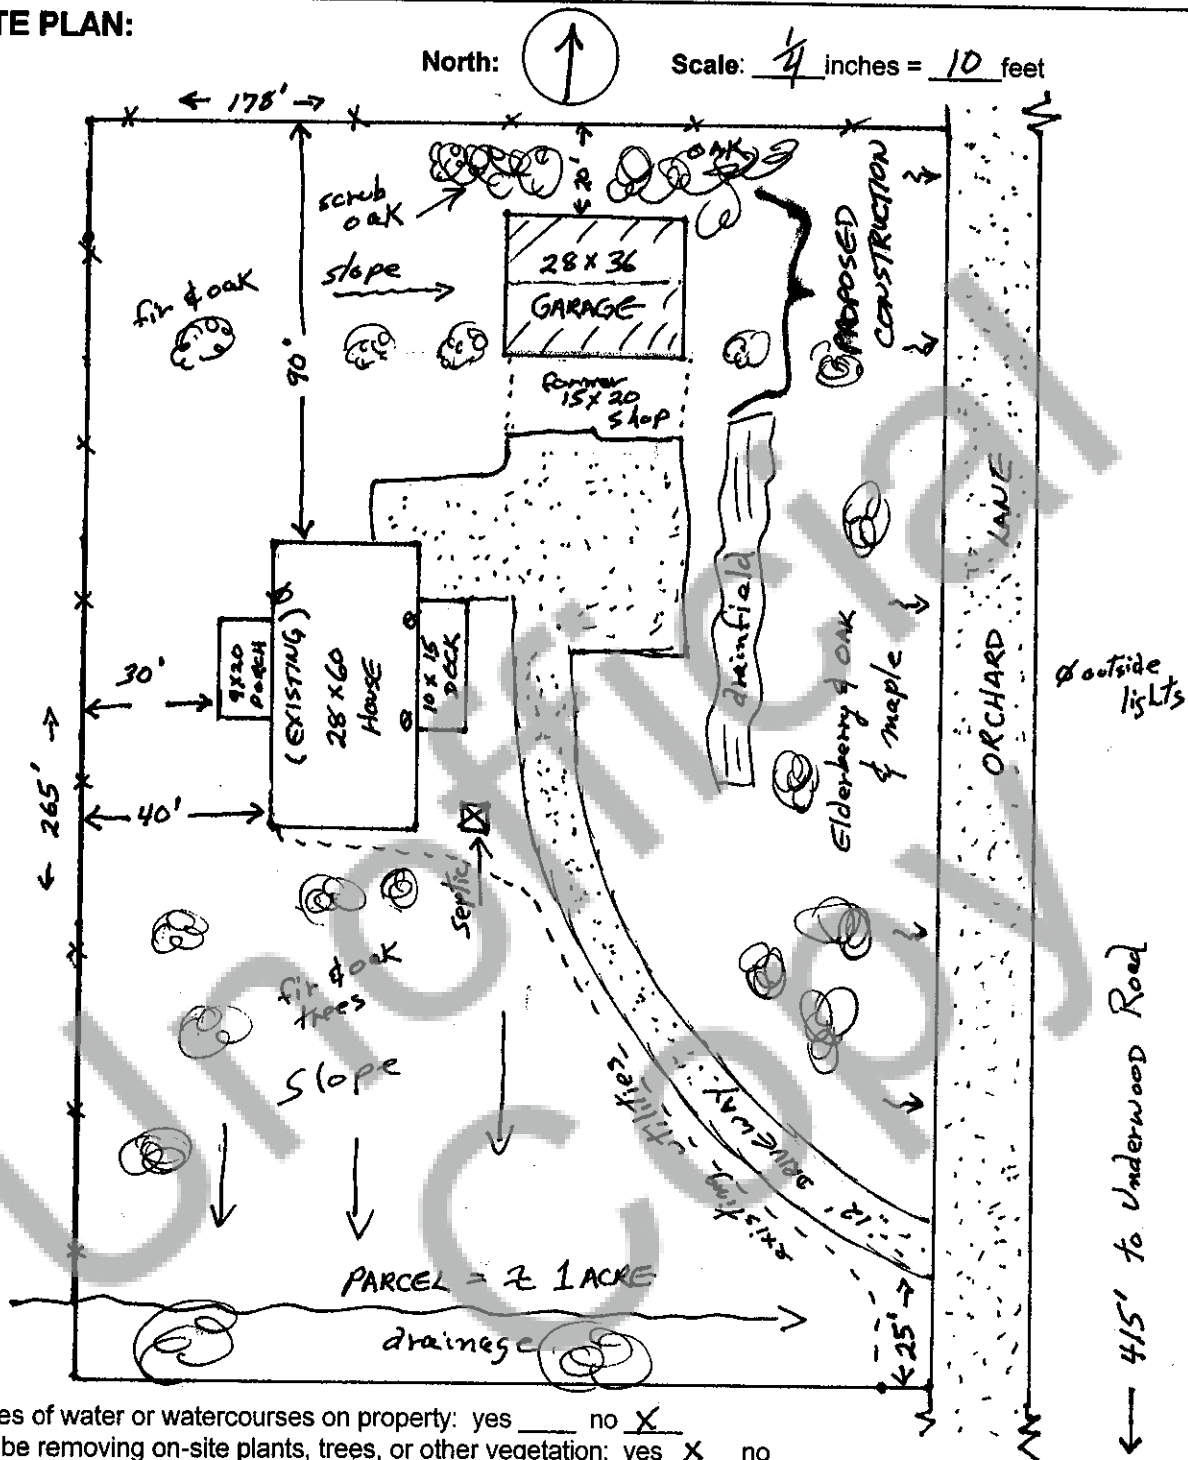 TE PLAN:
North:
Scale: 1/4 inches = 10 feet
← 178' →
20'
OAK
scrub
oak
slope
fir & oak
90'
28 X 36
GARAGE
former
15 X 20
shop
PROPOSED
CONSTRUCTION
drainfield
ORCHARD LANE
30'
9X20
PORCH
(EXISTING)
28 X 60
HOUSE
10 X 15
DECK
Elderberry & OAK
& maple
Ø outside
lights
← 265' →
40'
septic
fir & oak
trees
slope
existing utilities
12' DRIVEWAY
PARCEL = ± 1 ACRE
drainage
25'
← 415' to Underwood Road
es of water or watercourses on property: yes ____ no X
be removing on-site plants, trees, or other vegetation: yes X no
Unofficial
Copy